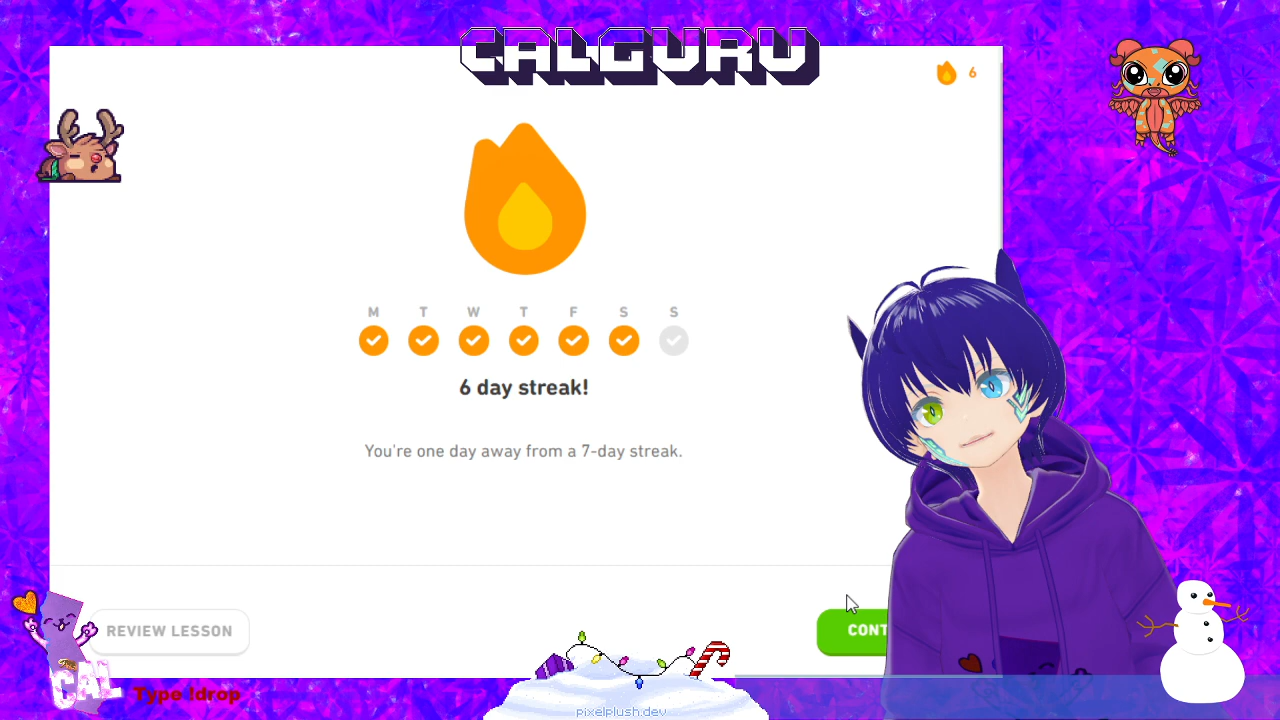 CALGURU
6
M T W T F S S
6 day streak!
You're one day away from a 7-day streak.
REVIEW LESSON
CONT
CAL
Type !drop
pixelplush.dev